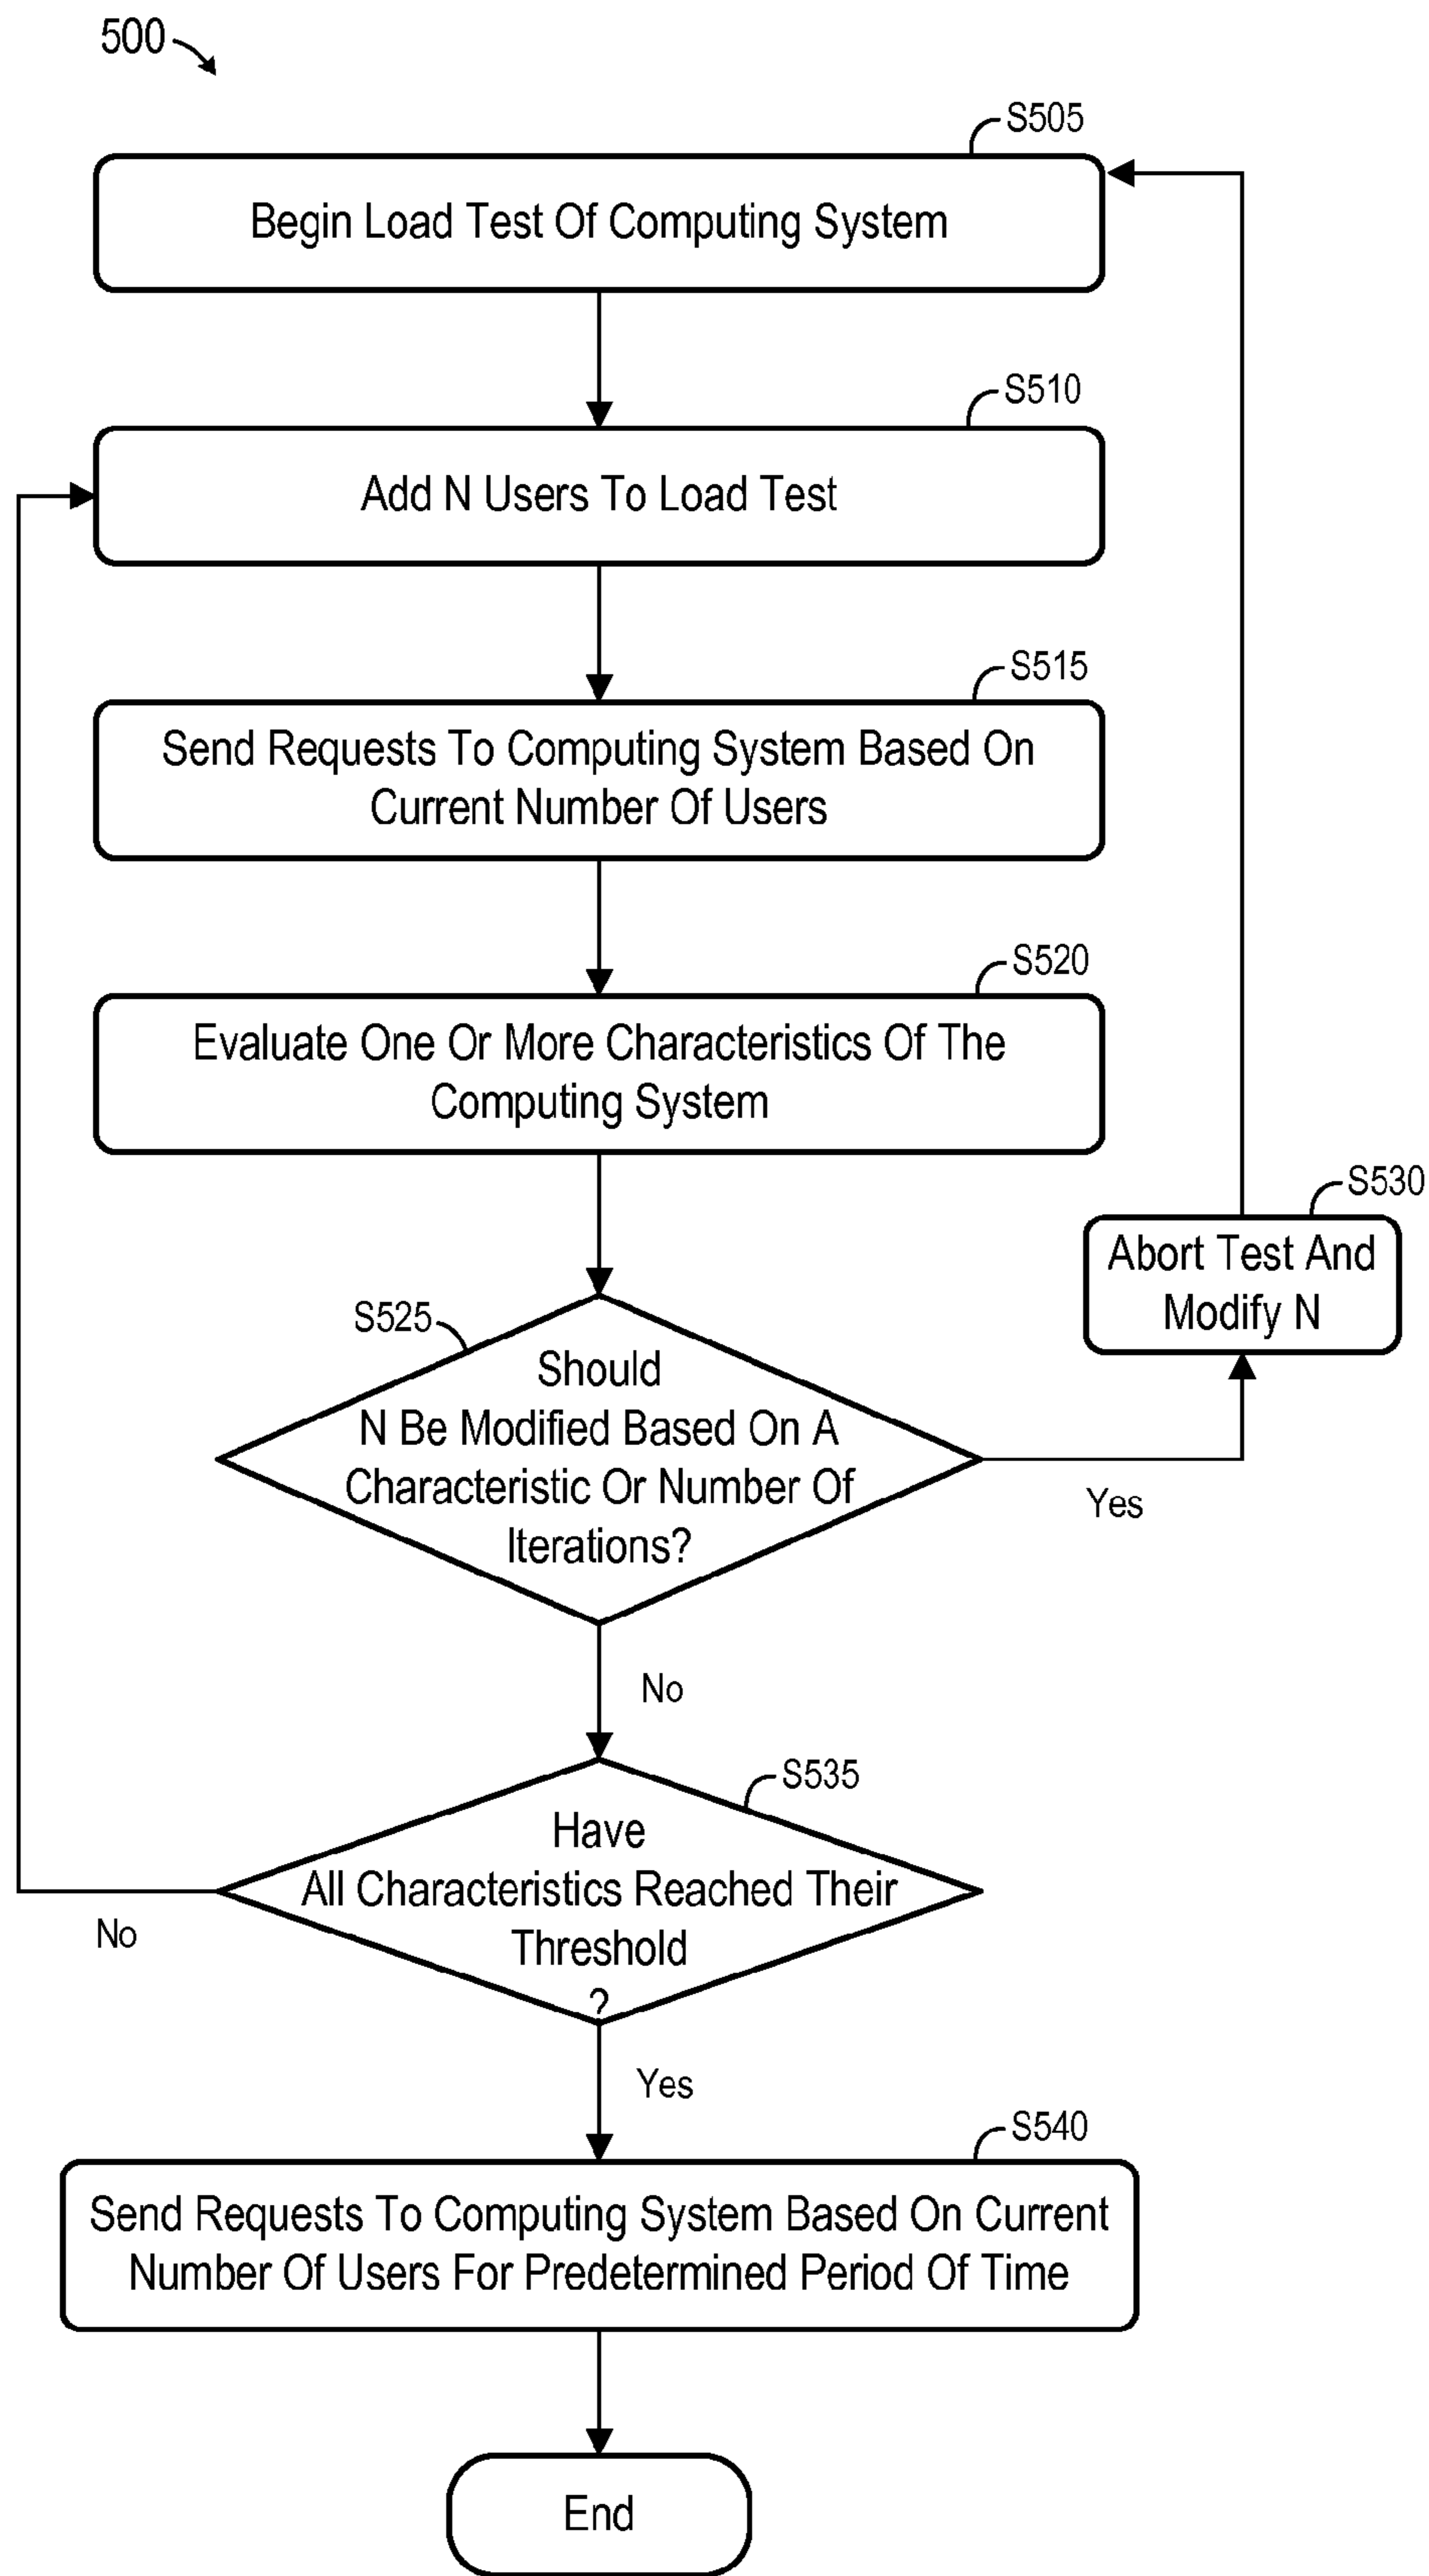 500
S505
Begin Load Test Of Computing System
S510
Add N Users To Load Test
S515
Send Requests To Computing System Based On
Current Number Of Users
S520
Evaluate One Or More Characteristics Of The
Computing System
S530
Abort Test And
Modify N
S525
Should
N Be Modified Based On A
Characteristic Or Number Of
Iterations?
Yes
No
S535
Have
All Characteristics Reached Their
Threshold
?
No
Yes
S540
Send Requests To Computing System Based On Current
Number Of Users For Predetermined Period Of Time
End